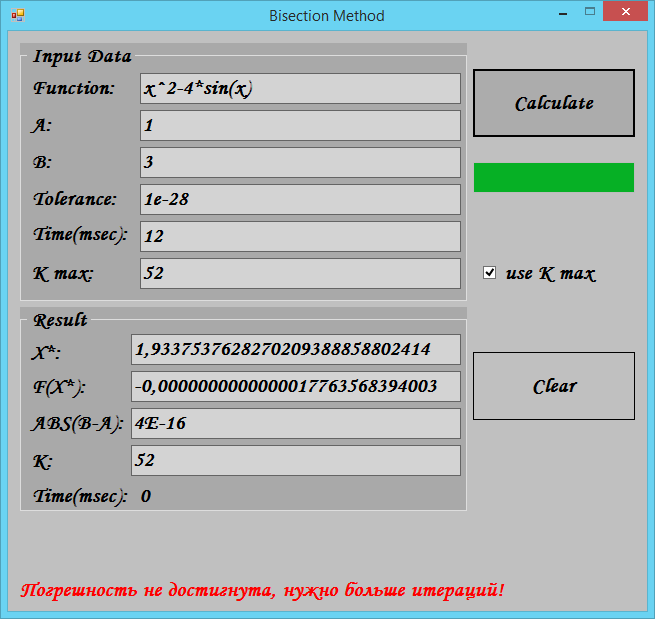 Bisection Method
Input Data
Function: x^2-4*sin(x)
Calculate
A: 1
B: 3
Tolerance: 1e-28
Time(msec): 12
K max: 52
use K max
Result
X*: 1,9337537628270209388858802414
F(X*): -0,0000000000000017763568394003
Clear
ABS(B-A): 4E-16
K: 52
Time(msec): 0
Погрешность не достигнута, нужно больше итераций!